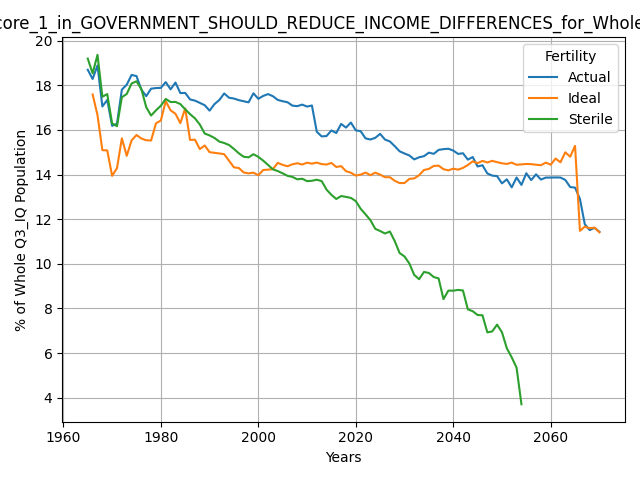 core_1_in_GOVERNMENT_SHOULD_REDUCE_INCOME_DIFFERENCES_for_Whole
Fertility
Actual
Ideal
Sterile
% of Whole Q3_IQ Population
20
18
16
14
12
10
8
6
4
1960 1980 2000 2020 2040 2060
Years